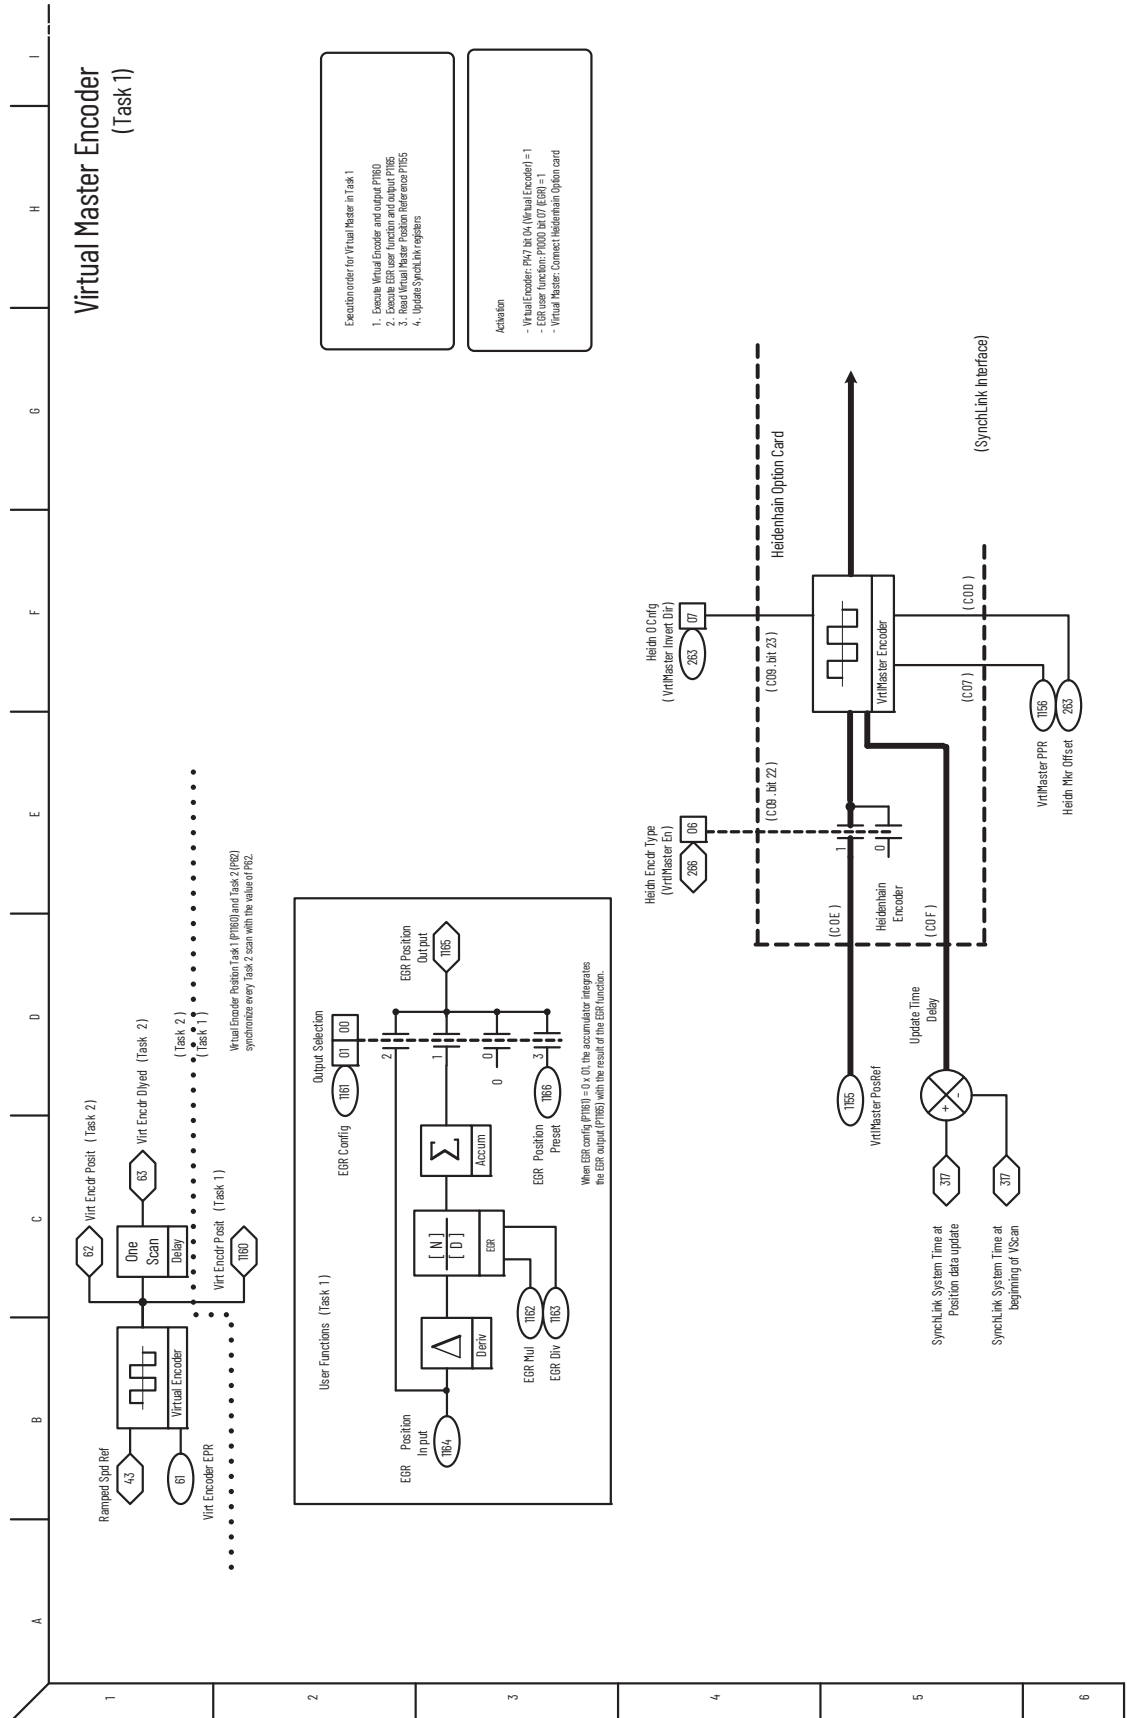 Virtual Master Encoder
(Task 1)
A
B
C
D
E
F
G
H
I
1
2
3
4
5
6
Ramped Spd Ref
43
61
Virt Encoder EPR
Virtual Encoder
62
Virt Encdr Posit (Task 2)
One
Scan
Delay
63
Virt Encdr Dlyed (Task 2)
Virt Encdr Posit (Task 1)
1160
(Task 2)
(Task 1)
Virtual Encoder Position Task 1 (P1160) and Task 2 (P62)
synchronize every Task 2 scan with the value of P62.
Execution order for Virtual Master in Task 1
1. Execute Virtual Encoder and output P1160
2. Execute EGR user function and output P1165
3. Read Virtual Master Position Reference P1155
4. Update SynchLink registers
Activation
- Virtual Encoder: P147 bit 04 (Virtual Encoder) = 1
- EGR user function: P1000 bit 07 (EGR) = 1
- Virtual Master: Connect Heidenhain Option card
User Functions (Task 1)
EGR Position
Input
1164
Deriv
[ N ]
[ D ]
EGR
EGR Mul
1162
EGR Div
1163
Σ
Accum
EGR Config
1161
Output Selection
01
00
2
1
0
0
3
1166
EGR Position
Preset
EGR Position
Output
1165
When EGR config (P1161) = 0 x 01, the accumulator integrates
the EGR output (P1165) with the result of the EGR function.
Heidn Encdr Type
(VrtlMaster En)
266
06
(C09. bit 22)
Heidn 0 Cnfg
(VrtlMaster Invert Dir)
263
07
(C09. bit 23)
Heidenhain Option Card
1155
VrtlMaster PosRef
(C0E)
1
0
Heidenhain
Encoder
(C0F)
Update Time
Delay
+
-
317
SynchLink System Time at
Position data update
317
SynchLink System Time at
beginning of VScan
VrtlMaster Encoder
(C07)
(C0D)
VrtlMaster PPR
1156
Heidn Mkr Offset
263
(SynchLink Interface)